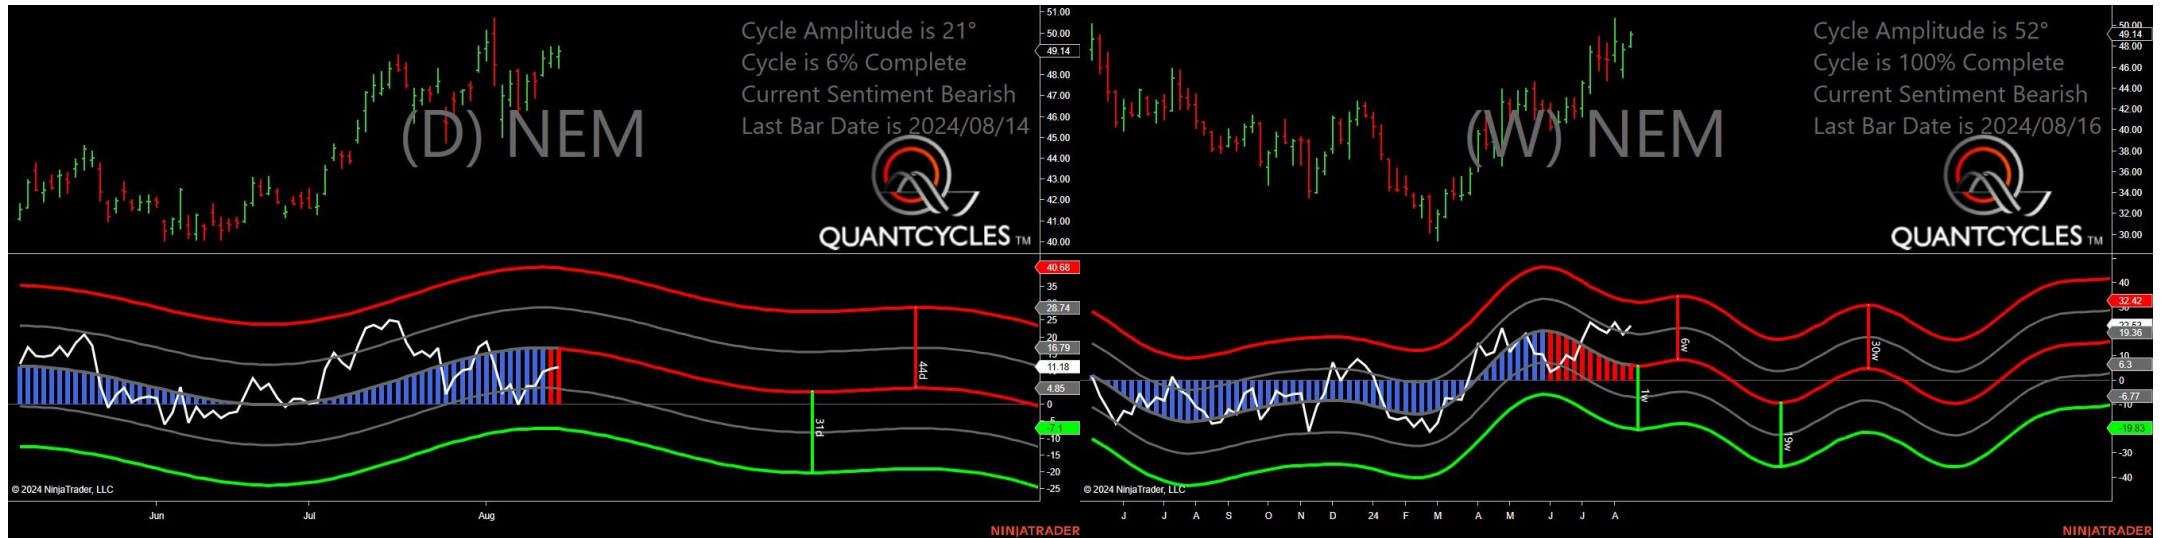 Cycle Amplitude is 21°
Cycle is 6% Complete
Current Sentiment Bearish
Last Bar Date is 2024/08/14
(D) NEM
QUANTCYCLES TM
51.00
50.00
49.14
48.00
47.00
46.00
45.00
44.00
43.00
42.00
41.00
40.00
40.68
35
28.74
25
20
16.79
11.18
4.85
0
-5
-7.1
-10
-15
-20
-25
44d
31d
© 2024 NinjaTrader, LLC
Jun
Jul
Aug
NINJATRADER
Cycle Amplitude is 52°
Cycle is 100% Complete
Current Sentiment Bearish
Last Bar Date is 2024/08/16
(W) NEM
QUANTCYCLES TM
50.00
49.14
48.00
46.00
44.00
42.00
40.00
38.00
36.00
34.00
32.00
30.00
40
32.42
19.36
10
6.3
0
-6.77
-10
-19.83
-30
-40
6w
30w
1w
19w
© 2024 NinjaTrader, LLC
J
J
A
S
O
N
D
24
F
M
A
M
J
J
A
NINJATRADER